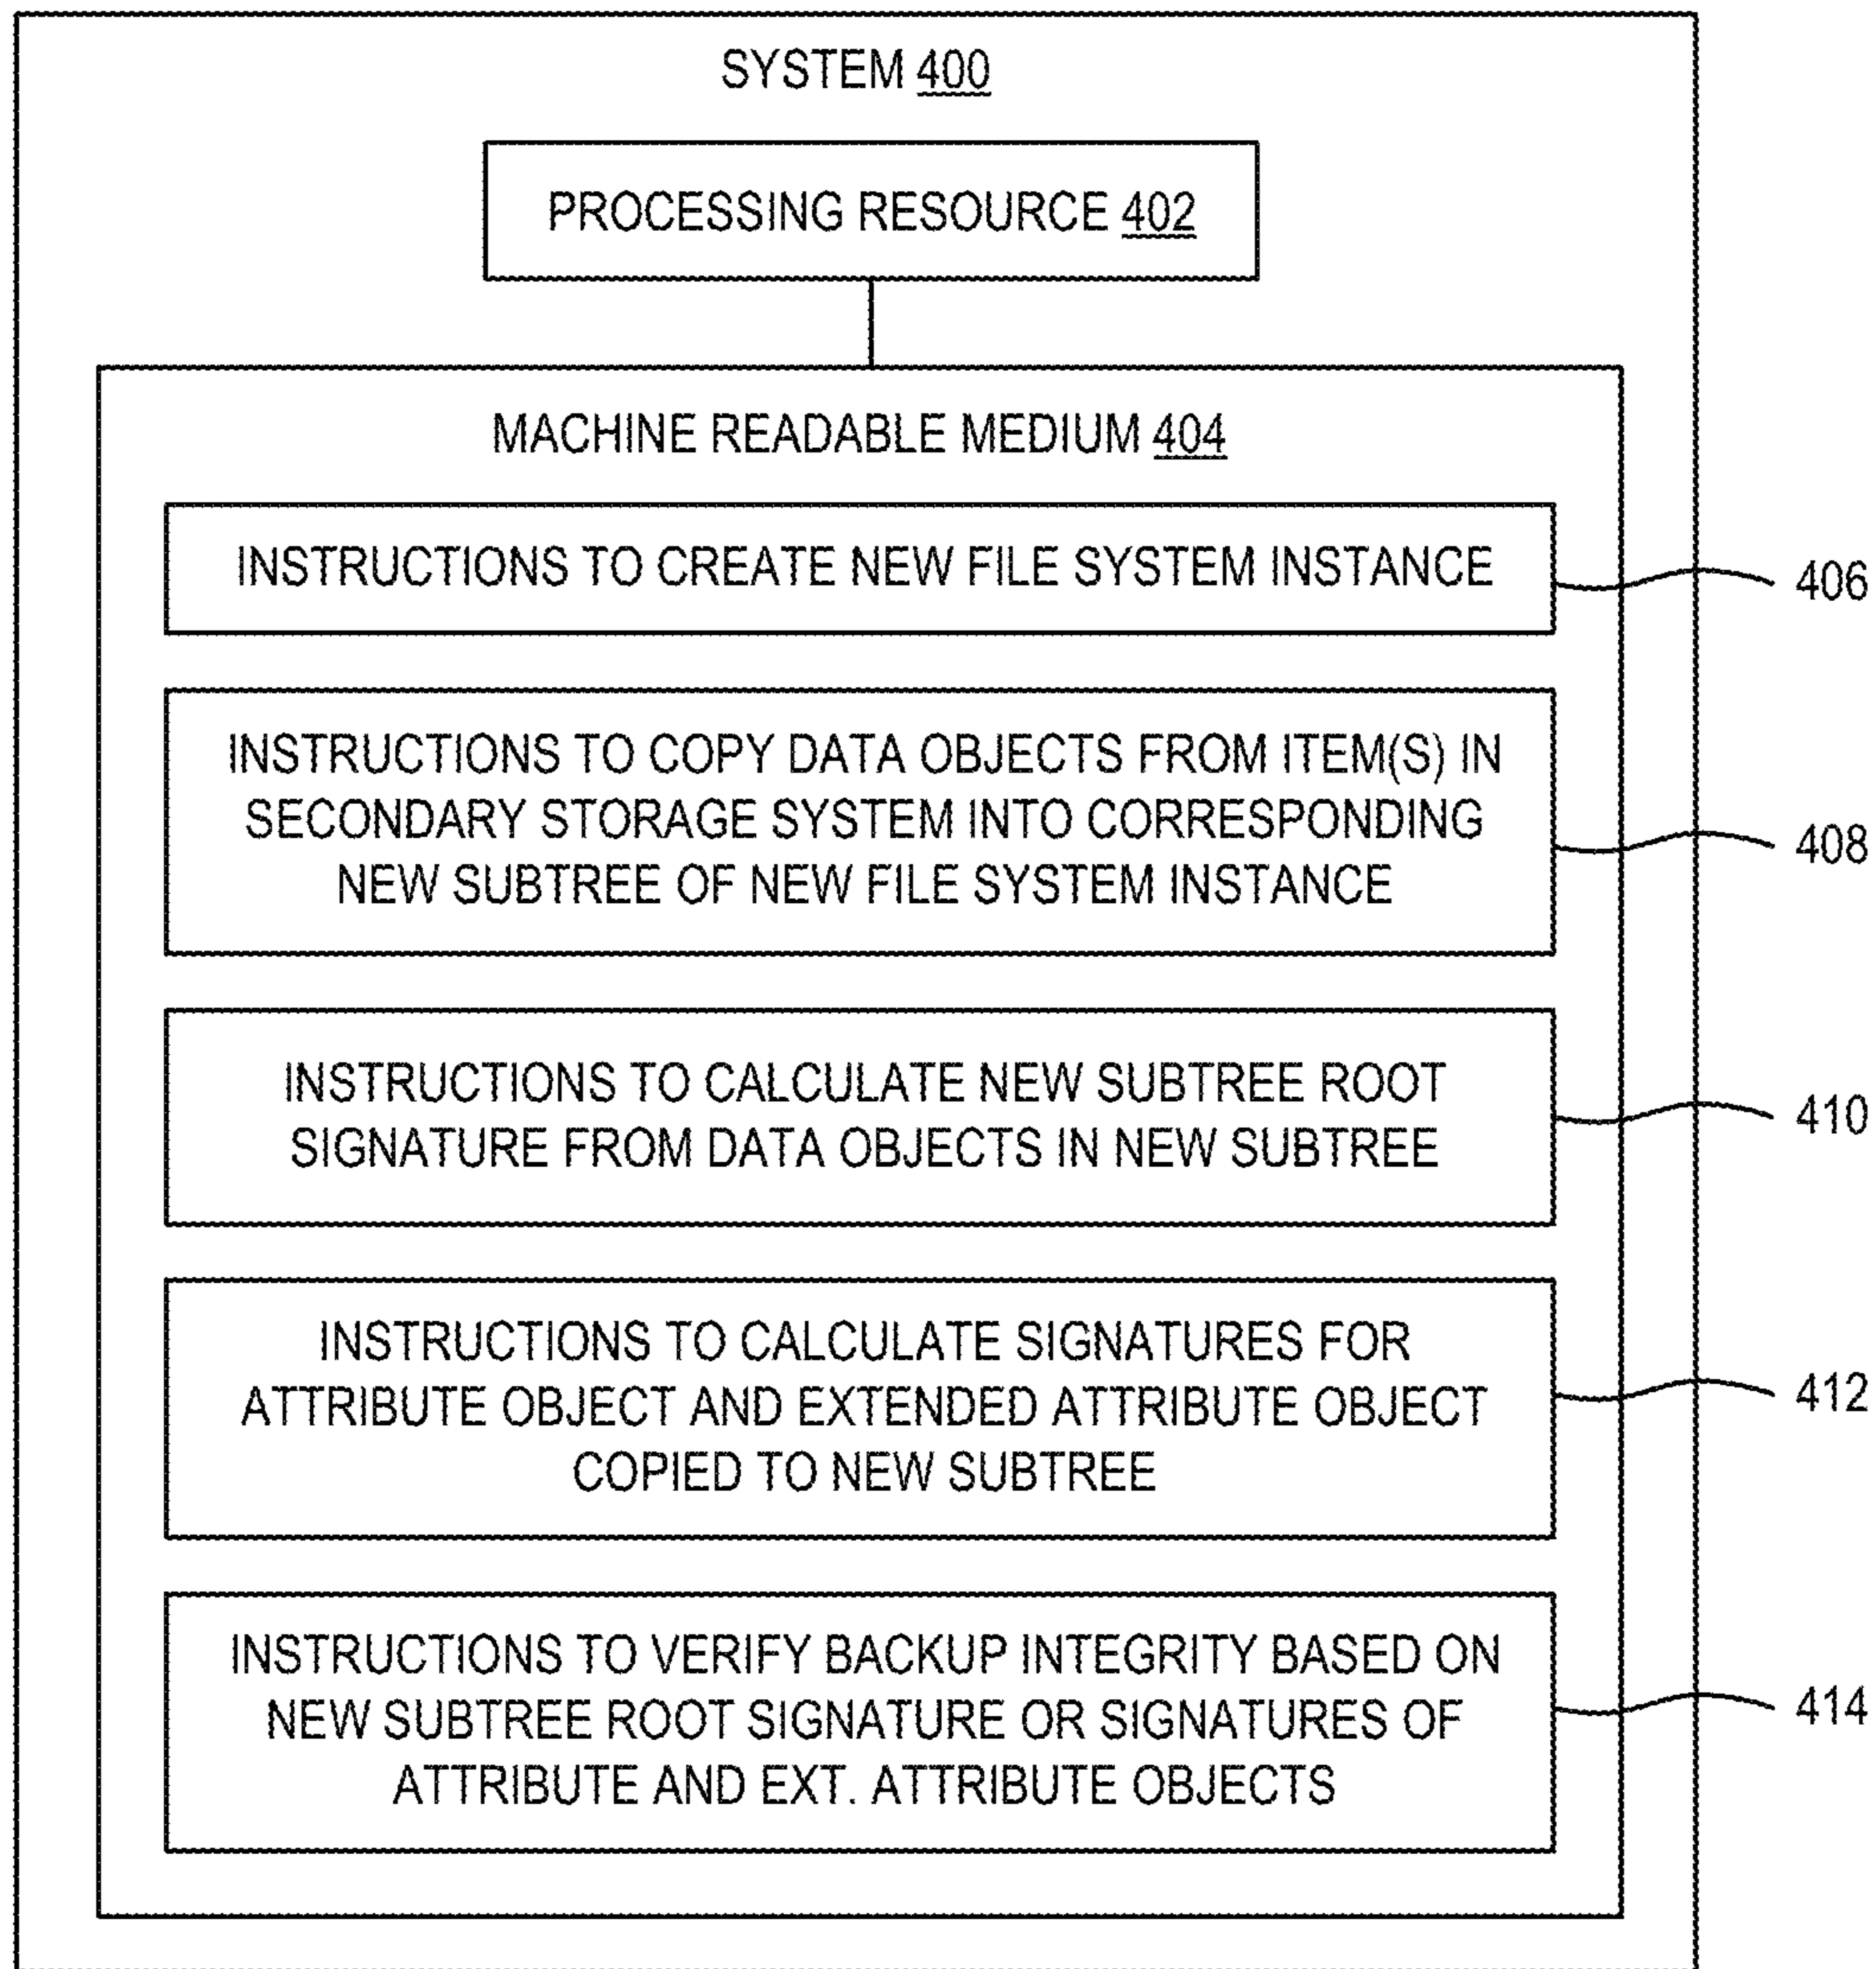 SYSTEM 400
PROCESSING RESOURCE 402
MACHINE READABLE MEDIUM 404
INSTRUCTIONS TO CREATE NEW FILE SYSTEM INSTANCE
406
INSTRUCTIONS TO COPY DATA OBJECTS FROM ITEM(S) IN
SECONDARY STORAGE SYSTEM INTO CORRESPONDING
NEW SUBTREE OF NEW FILE SYSTEM INSTANCE
408
INSTRUCTIONS TO CALCULATE NEW SUBTREE ROOT
SIGNATURE FROM DATA OBJECTS IN NEW SUBTREE
410
INSTRUCTIONS TO CALCULATE SIGNATURES FOR
ATTRIBUTE OBJECT AND EXTENDED ATTRIBUTE OBJECT
COPIED TO NEW SUBTREE
412
INSTRUCTIONS TO VERIFY BACKUP INTEGRITY BASED ON
NEW SUBTREE ROOT SIGNATURE OR SIGNATURES OF
ATTRIBUTE AND EXT. ATTRIBUTE OBJECTS
414